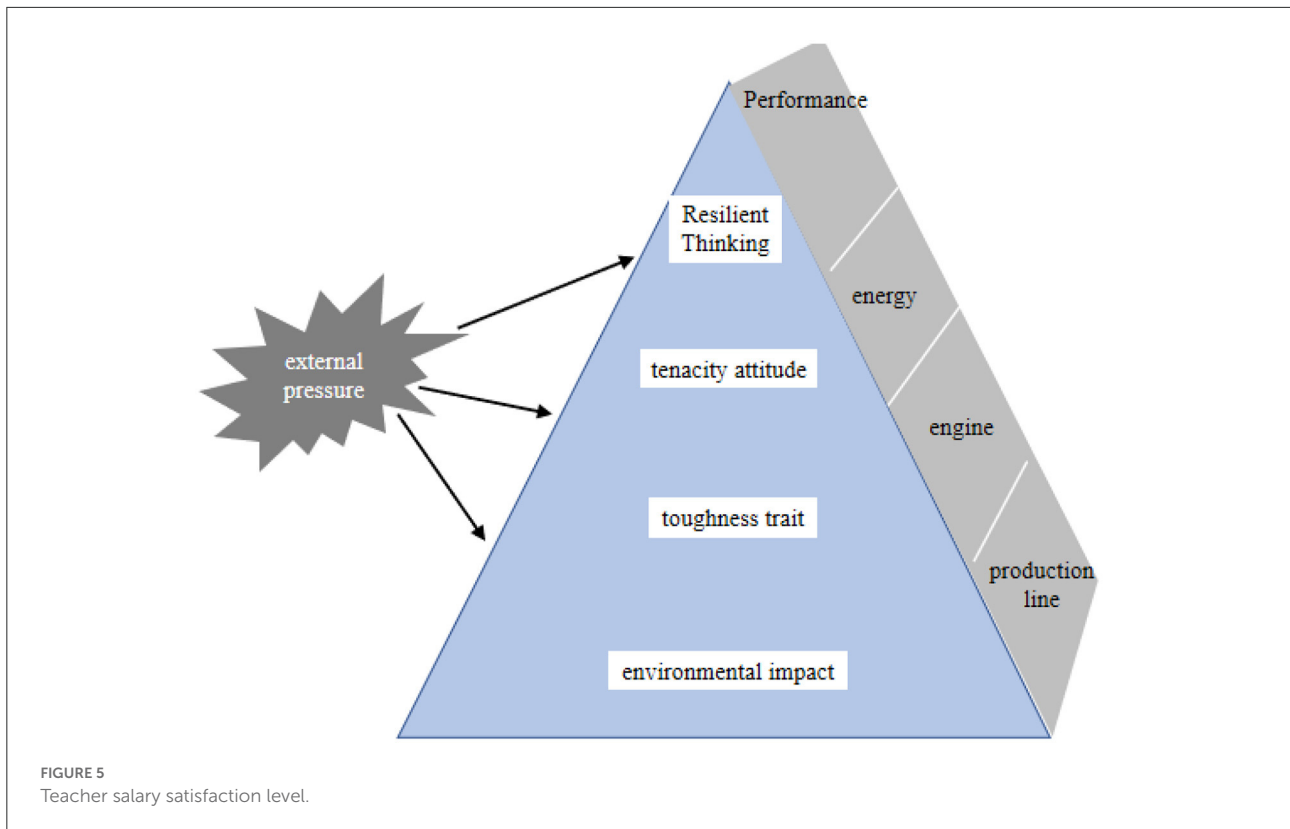 Performance
Resilient
Thinking
energy
external
pressure
tenacity attitude
engine
toughness trait
production
line
environmental impact
FIGURE 5
Teacher salary satisfaction level.